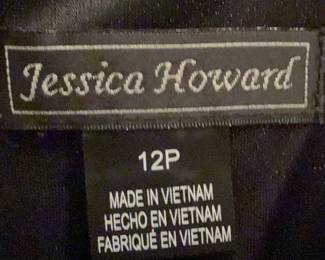 Jessica Howard
12P
MADE IN VIETNAM
HECHO EN VIETNAM
FABRIQUÉ EN VIETNAM